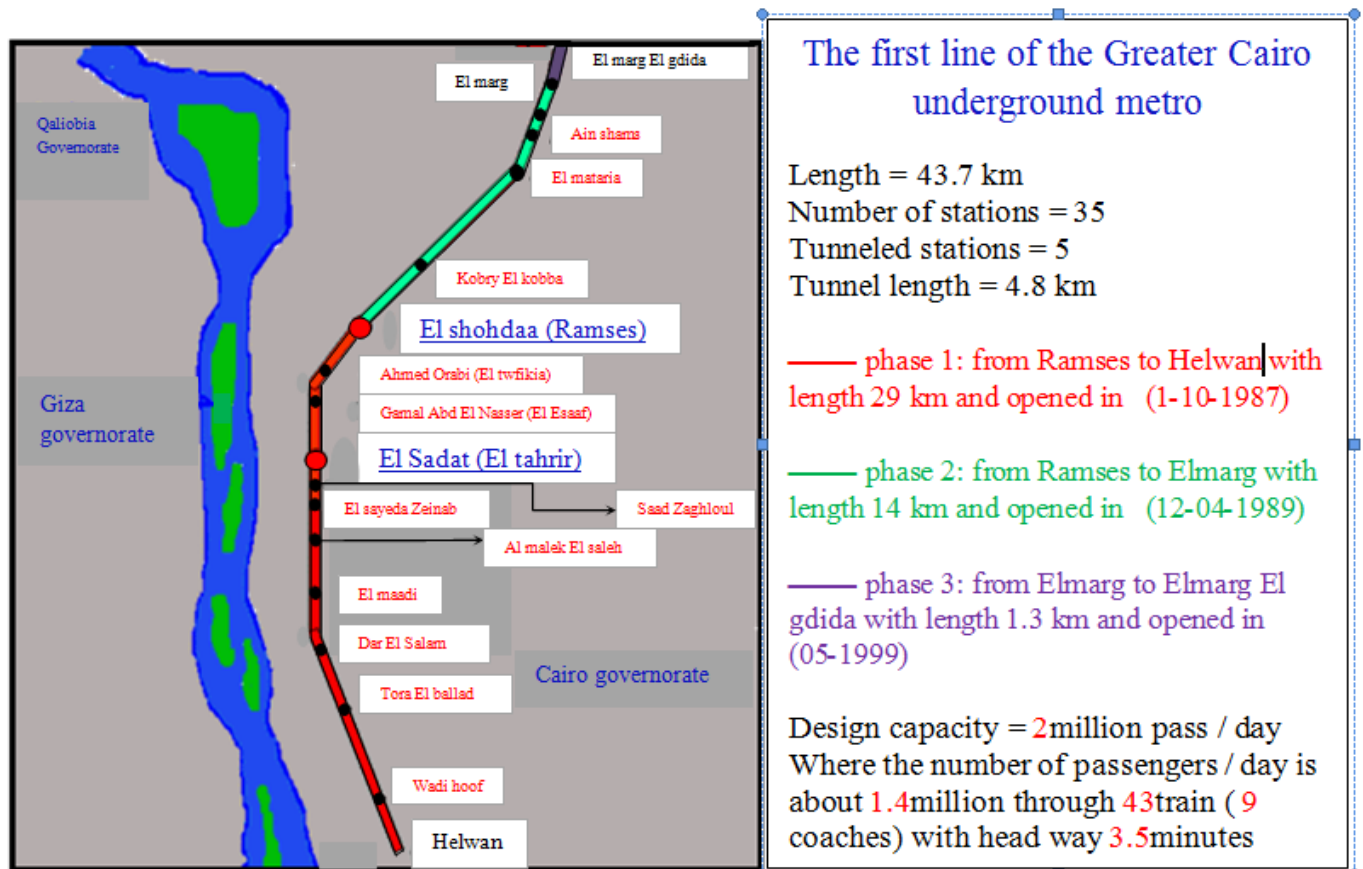 El marg El gdida
El marg
Qaliobia
Governorate
Ain shams
El mataria
Kobry El kobba
El shohdaa (Ramses)
Ahmed Orabi (El twfikia)
Giza
governorate
Gamal Abd El Nasser (El Esaaf)
El Sadat (El tahrir)
El sayeda Zeinab
Saad Zaghloul
Al malek El saleh
El maadi
Dar El Salam
Cairo governorate
Tora El ballad
Wadi hoof
Helwan
The first line of the Greater Cairo
underground metro
Length = 43.7 km
Number of stations = 35
Tunneled stations = 5
Tunnel length = 4.8 km
phase 1: from Ramses to Helwan with
length 29 km and opened in (1-10-1987)
phase 2: from Ramses to Elmarg with
length 14 km and opened in (12-04-1989)
phase 3: from Elmarg to Elmarg El
gdida with length 1.3 km and opened in
(05-1999)
Design capacity = 2million pass / day
Where the number of passengers / day is
about 1.4million through 43train ( 9
coaches) with head way 3.5minutes